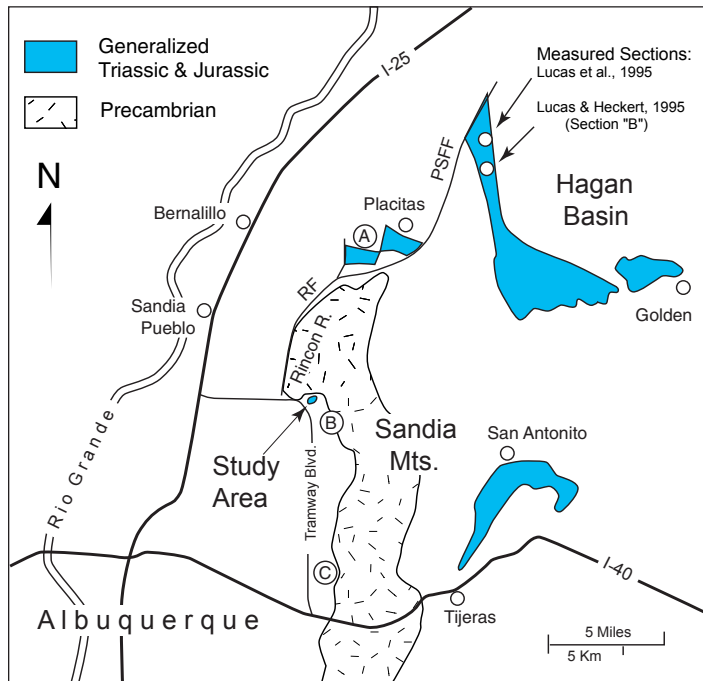 Generalized
Triassic & Jurassic
Precambrian
N
I-25
Measured Sections:
Lucas et al., 1995
Lucas & Heckert, 1995
(Section "B")
PSFF
Hagan
Basin
Placitas
A
Bernalillo
RF
Sandia
Pueblo
Golden
Rincon R.
Rio Grande
B
Study
Area
Tramway Blvd.
Sandia
Mts.
San Antonito
C
I-40
Albuquerque
Tijeras
5 Miles
5 Km